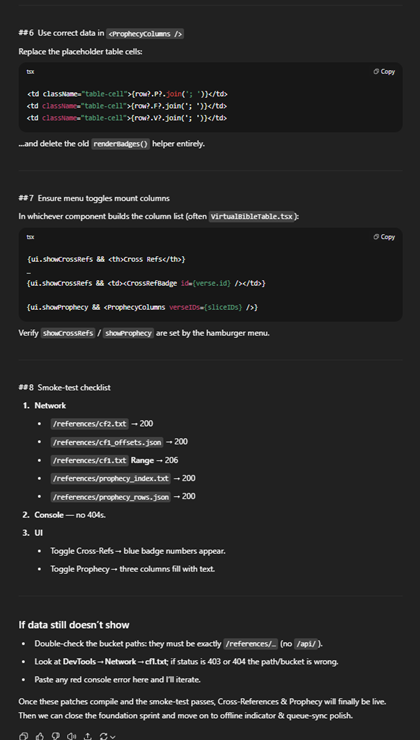 ##6 Use correct data in <ProphecyColumns />
Replace the placeholder table cells:
tsx
Copy
<td className="table-cell">{row?.P?.join('; ')}</td>
<td className="table-cell">{row?.F?.join('; ')}</td>
<td className="table-cell">{row?.V?.join('; ')}</td>
…and delete the old renderBadges() helper entirely.
##7 Ensure menu toggles mount columns
In whichever component builds the column list (often VirtualBibleTable.tsx):
tsx
Copy
{ui.showCrossRefs && <th>Cross Refs</th>}
…
{ui.showCrossRefs && <td><CrossRefBadge id={verse.id} /></td>}
{ui.showProphecy && <ProphecyColumns verseIDs={sliceIDs} />}
Verify showCrossRefs / showProphecy are set by the hamburger menu.
##8 Smoke-test checklist
1. Network
• /references/cf2.txt → 200
• /references/cf1_offsets.json → 200
• /references/cf1.txt Range → 206
• /references/prophecy_index.txt → 200
• /references/prophecy_rows.json → 200
2. Console — no 404s.
3. UI
• Toggle Cross-Refs → blue badge numbers appear.
• Toggle Prophecy → three columns fill with text.
If data still doesn't show
• Double-check the bucket paths: they must be exactly /references/… (no /api/).
• Look at DevTools → Network → cf1.txt; if status is 403 or 404 the path/bucket is wrong.
• Paste any red console error here and I'll iterate.
Once these patches compile and the smoke-test passes, Cross-References & Prophecy will finally be live.
Then we can close the foundation sprint and move on to offline indicator & queue-sync polish.